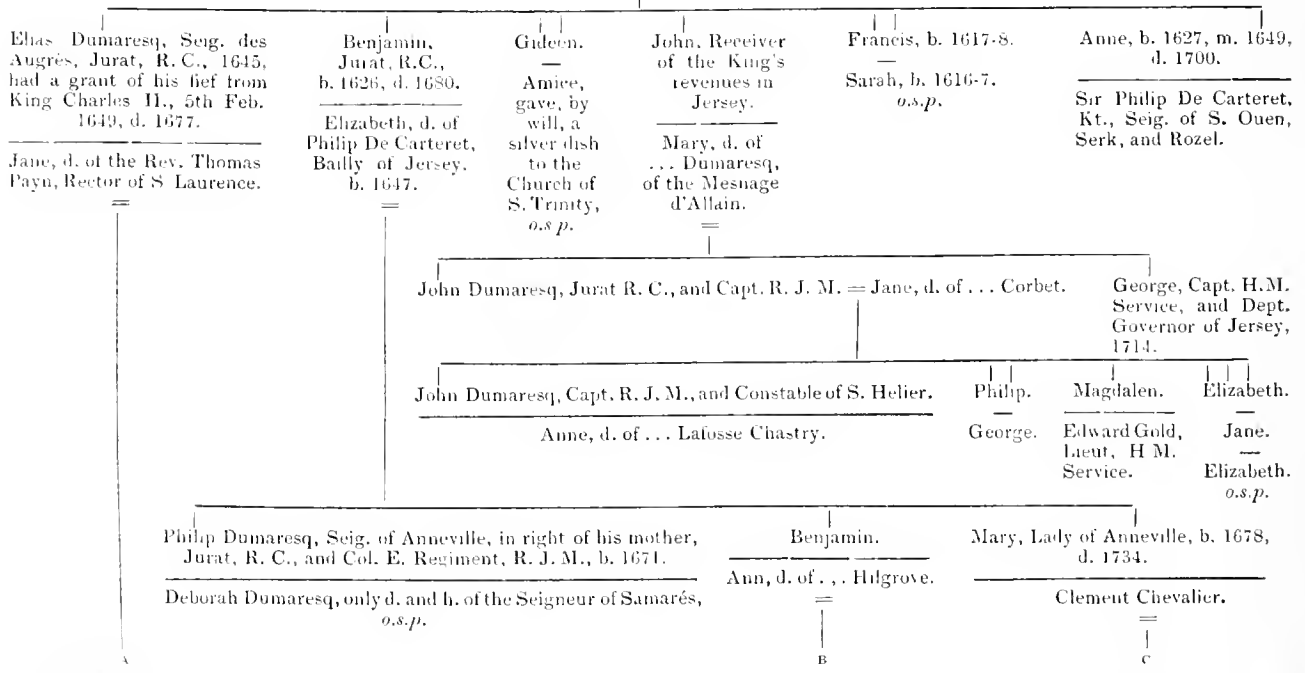 Elias Dumaresq, Seig. des
Augrès, Jurat, R. C., 1645,
had a grant of his fief from
King Charles II., 5th Feb.
1649, d. 1677.
Jane, d. of the Rev. Thomas
Payn, Rector of S Laurence.
=
Benjamin,
Jurat, R.C.,
b. 1626, d. 1680.
Elizabeth, d. of
Philip De Carteret,
Bailly of Jersey.
b. 1647.
=
Gideon.
—
Amice,
gave, by
will, a
silver dish
to the
Church of
S. Trinity,
o.s p.
John, Receiver
of the King's
revenues in
Jersey.
Mary, d. of
... Dumaresq,
of the Mesnage
d'Allain.
=
Francis, b. 1617-8.
—
Sarah, b. 1616-7.
o.s.p.
Anne, b. 1627, m. 1649,
d. 1700.
Sir Philip De Carteret,
Kt., Seig. of S. Ouen,
Serk, and Rozel.
John Dumaresq, Jurat R. C., and Capt. R. J. M. = Jane, d. of ... Corbet.
George, Capt. H.M.
Service, and Dept.
Governor of Jersey,
1714.
John Dumaresq, Capt. R. J. M., and Constable of S. Helier.
Anne, d. of ... Lafosse Chastry.
Philip.
—
George.
Magdalen.
Edward Gold,
Lieut, H M.
Service.
Elizabeth.
—
Jane.
—
Elizabeth.
o.s.p.
Philip Dumaresq, Seig. of Anneville, in right of his mother,
Jurat, R. C., and Col. E. Regiment, R. J. M., b. 1671.
Deborah Dumaresq, only d. and h. of the Seigneur of Samarés,
o.s.p.
Benjamin.
Ann, d. of . , . Hilgrove.
=
Mary, Lady of Anneville, b. 1678,
d. 1734.
Clement Chevalier.
=
A
B
C